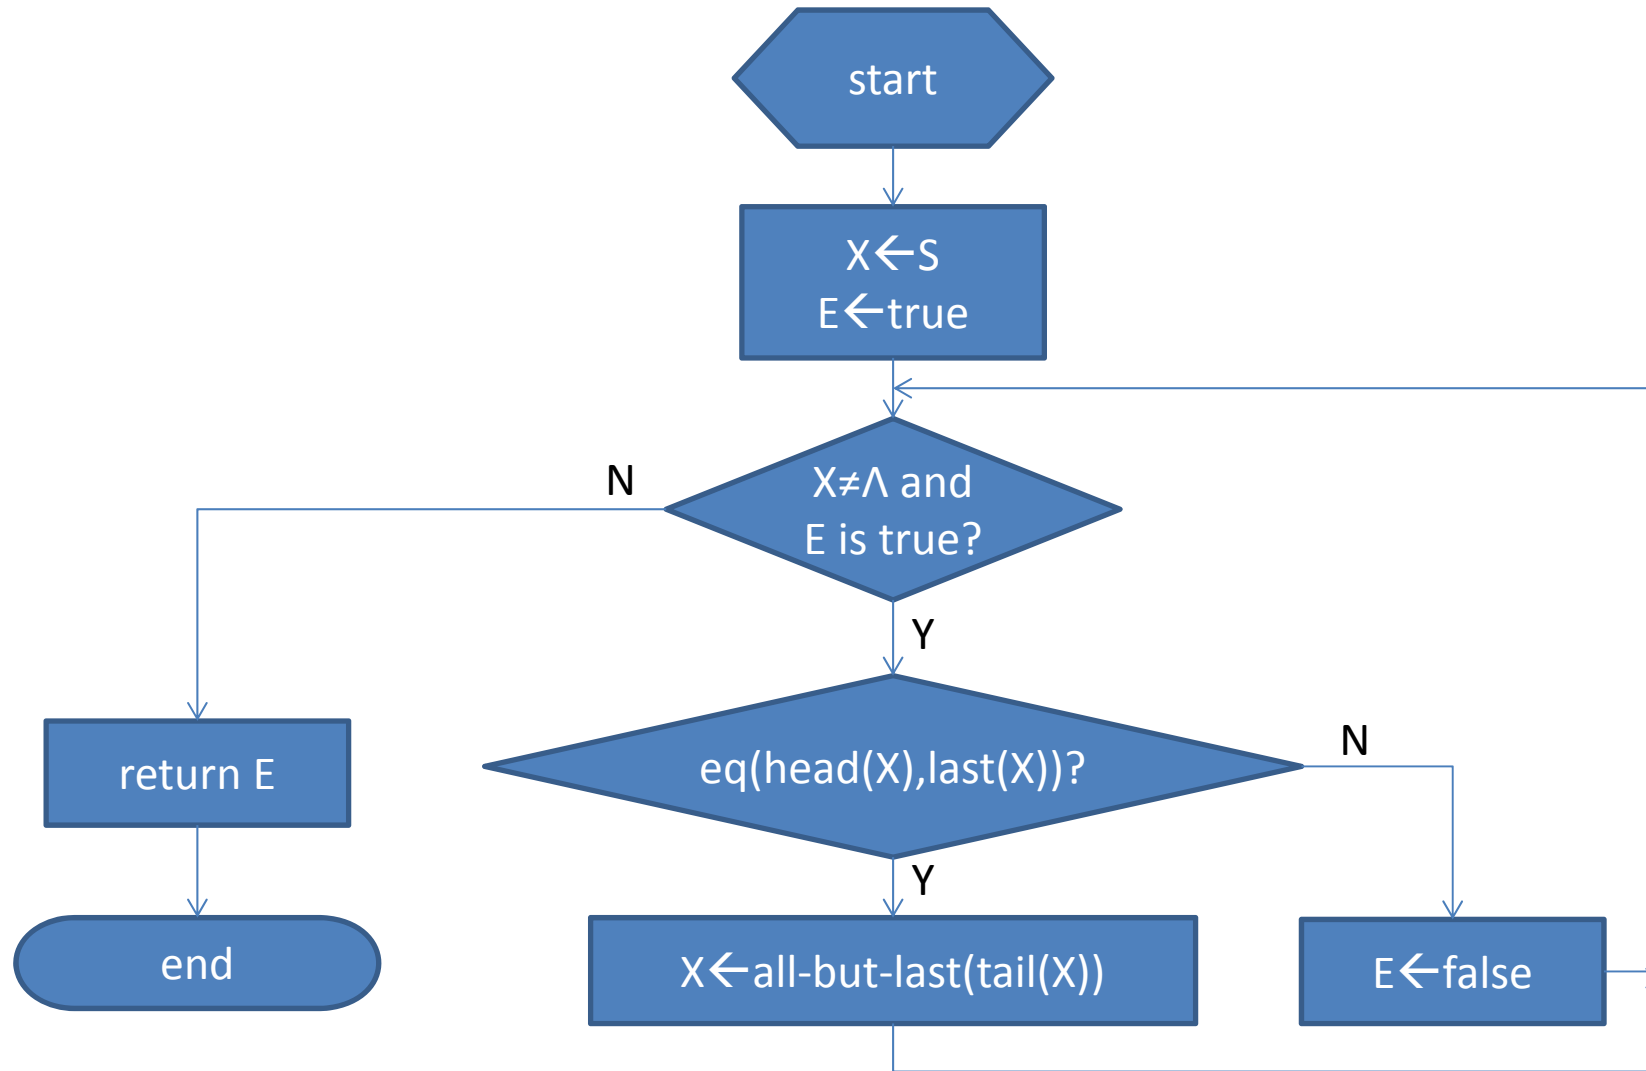 start
X←S
E←true
X≠Λ and
E is true?
N
Y
eq(head(X),last(X))?
N
Y
return E
X←all-but-last(tail(X))
E←false
end